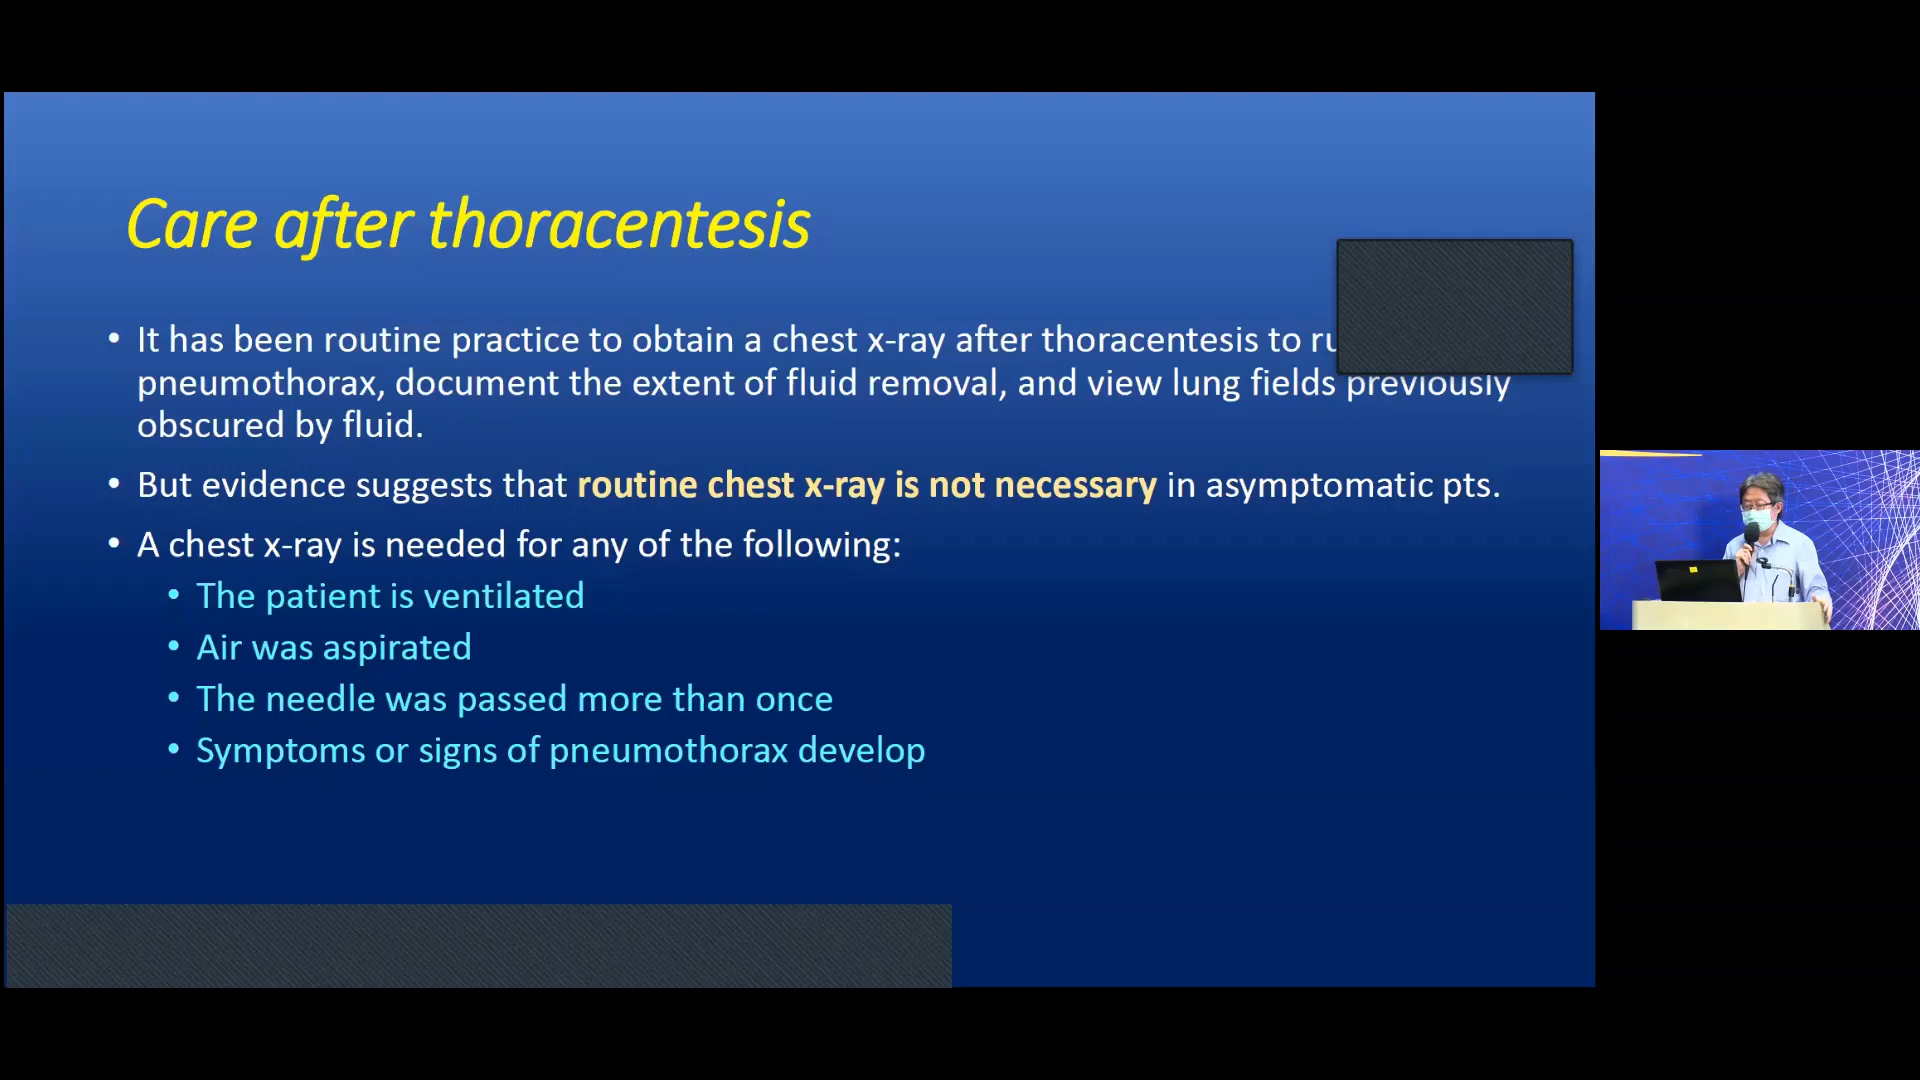 Care after thoracentesis
• It has been routine practice to obtain a chest x-ray after thoracentesis to
pneumothorax, document the extent of fluid removal, and view lung fields previously
obscured by fluid.
• But evidence suggests that routine chest x-ray is not necessary in asymptomatic pts.
• A chest x-ray is needed for any of the following:
• The patient is ventilated
• Air was aspirated
• The needle was passed more than once
• Symptoms or signs of pneumothorax develop